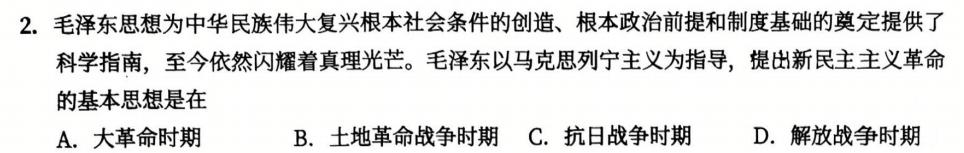 2. 毛泽东思想为中华民族伟大复兴根本社会条件的创造、根本政治前提和制度基础的奠定提供了
科学指南，至今依然闪耀着真理光芒。毛泽东以马克思列宁主义为指导，提出新民主主义革命
的基本思想是在
A. 大革命时期 B. 土地革命战争时期 C. 抗日战争时期 D. 解放战争时期